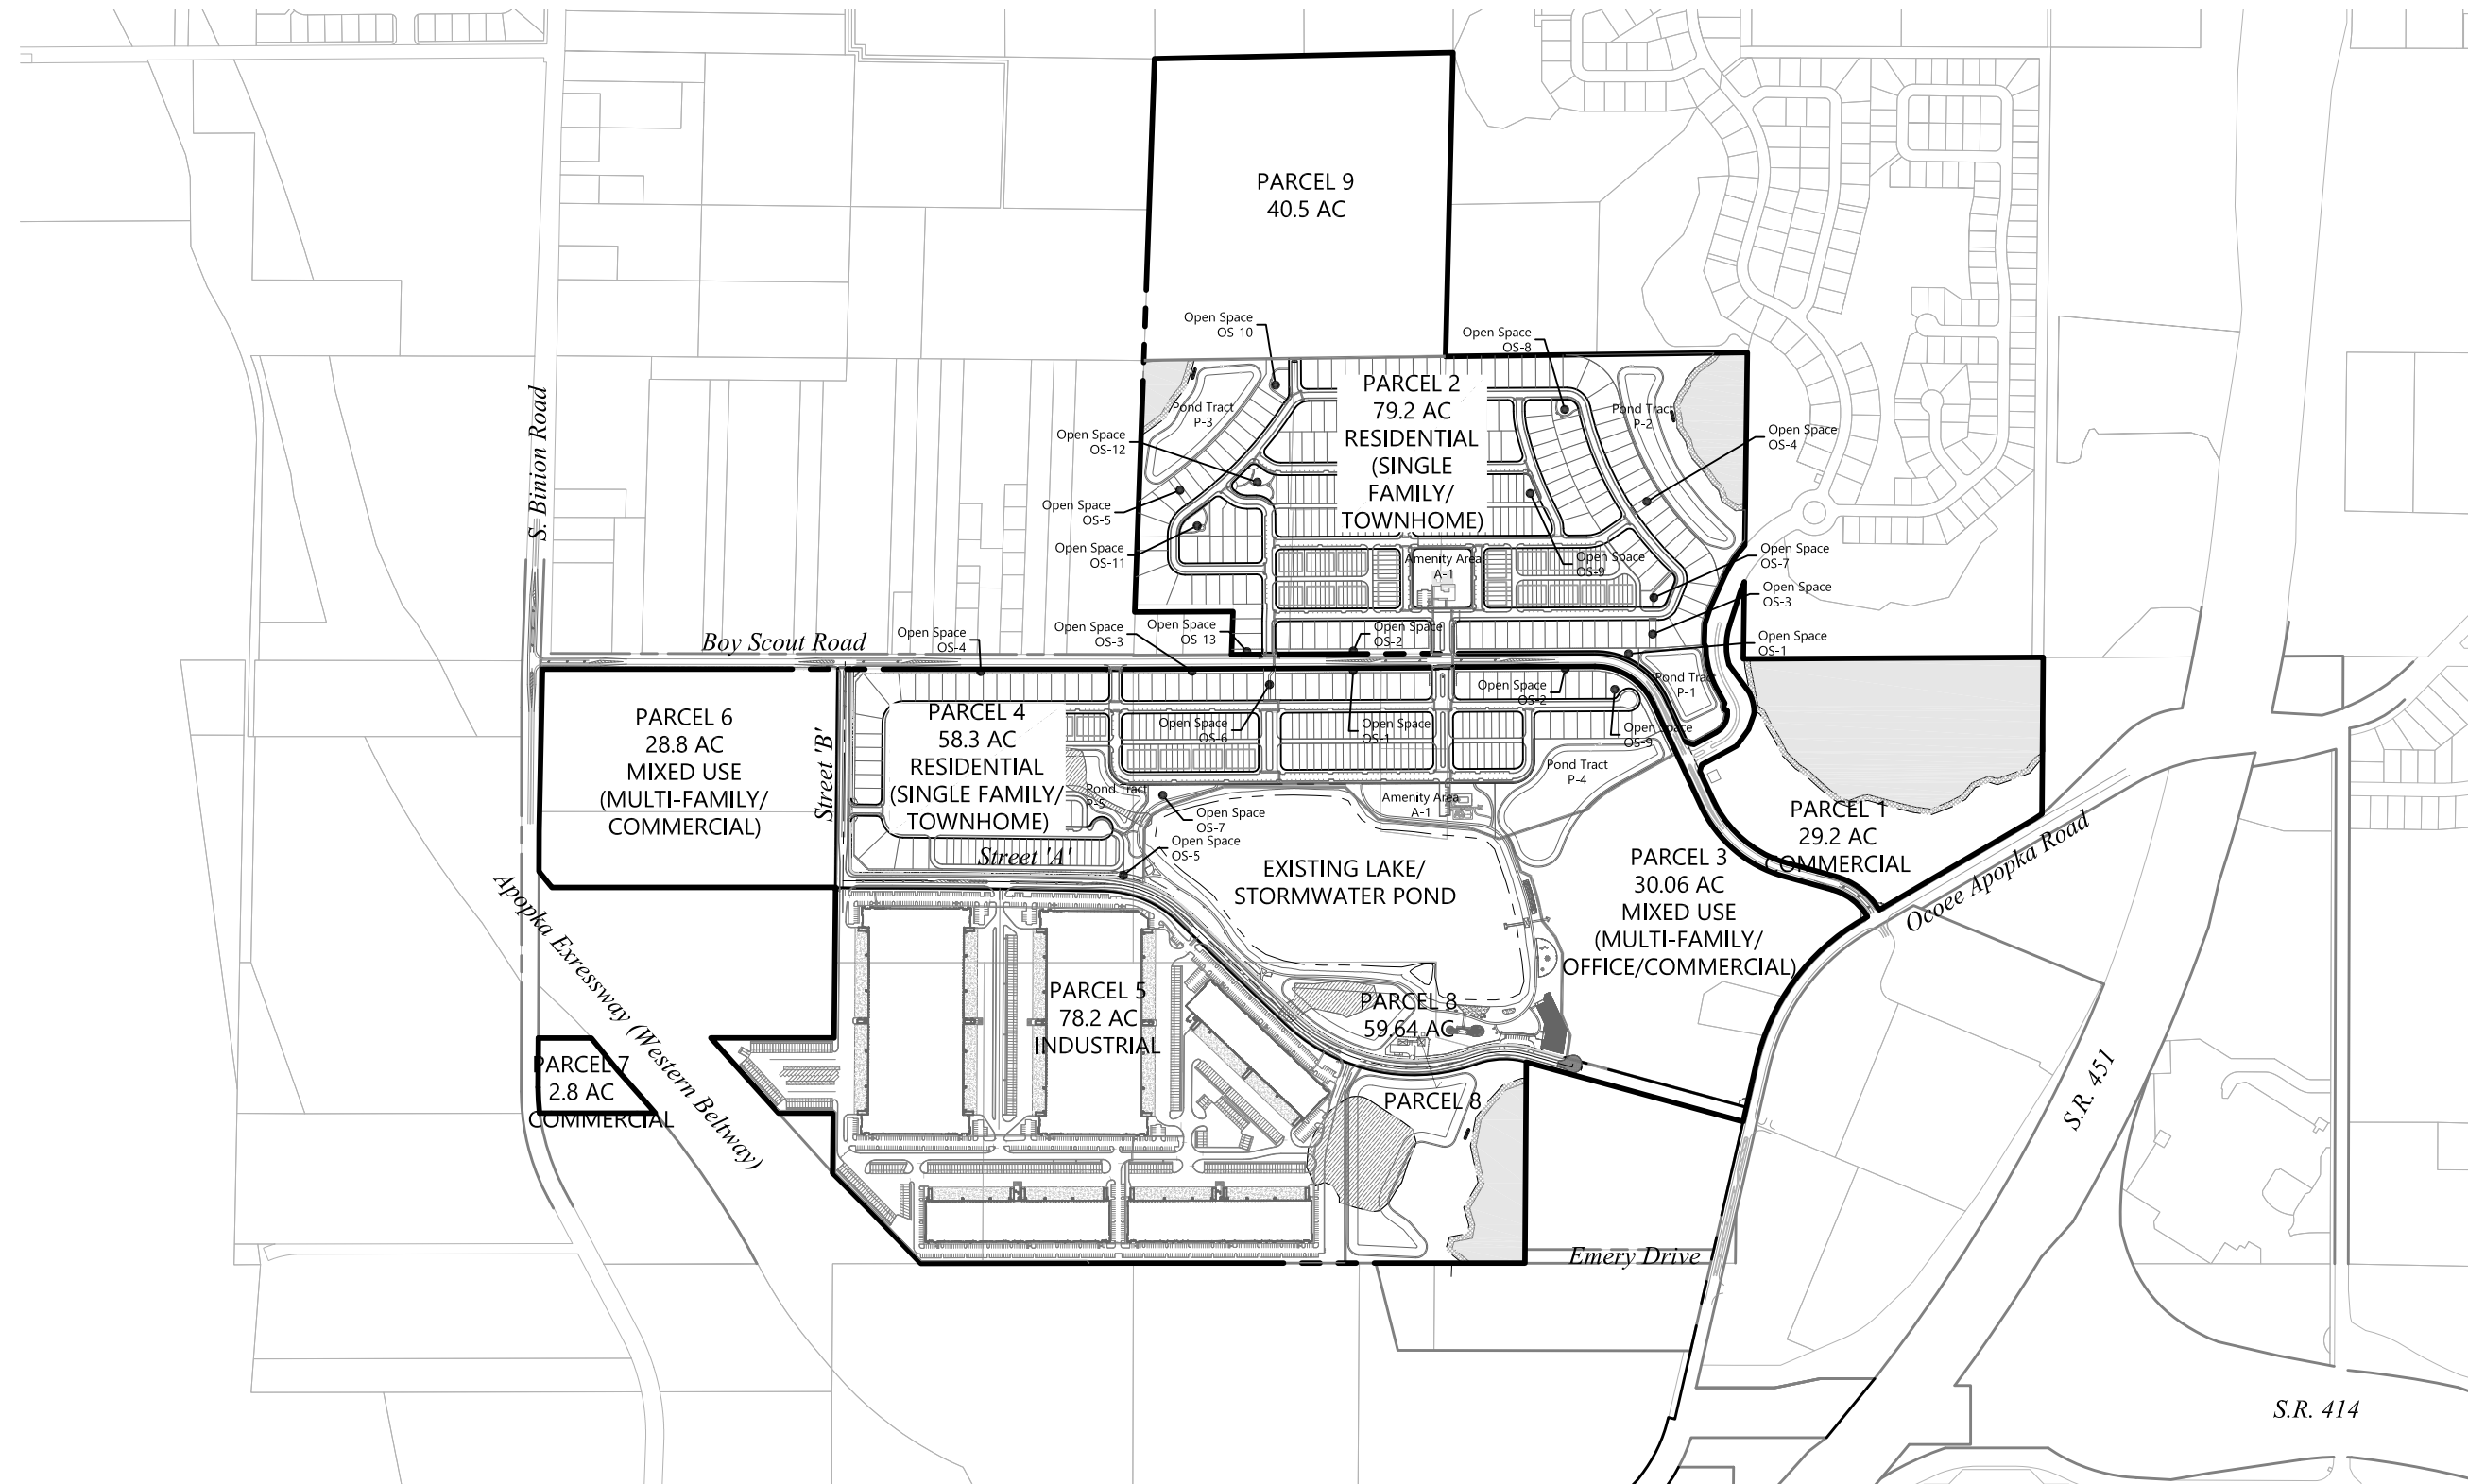 PARCEL 9
40.5 AC
Open Space
OS-10
Open Space
OS-8
PARCEL 2
79.2 AC
RESIDENTIAL
(SINGLE
FAMILY/
TOWNHOME)
Pond Tract
P-3
Pond Tract
P-2
Open Space
OS-12
Open Space
OS-4
Open Space
OS-5
Open Space
OS-11
Open Space
OS-9
Amenity Area
A-1
Open Space
OS-7
Open Space
OS-3
Open Space
OS-1
S. Binion Road
Boy Scout Road
Open Space
OS-4
Open Space
OS-3
Open Space
OS-13
Open Space
OS-2
Pond Tract
P-1
Open Space
OS-2
Open Space
OS-6
Open Space
OS-1
Open Space
OS-9
PARCEL 6
28.8 AC
MIXED USE
(MULTI-FAMILY/
COMMERCIAL)
Street 'B'
PARCEL 4
58.3 AC
RESIDENTIAL
(SINGLE FAMILY/
TOWNHOME)
Pond Tract
P-5
Pond Tract
P-4
Amenity Area
A-1
Open Space
OS-7
Open Space
OS-5
Street 'A'
PARCEL 1
29.2 AC
COMMERCIAL
EXISTING LAKE/
STORMWATER POND
PARCEL 3
30.06 AC
MIXED USE
(MULTI-FAMILY/
OFFICE/COMMERCIAL)
Ocoee Apopka Road
Apopka Exressway (Western Beltway)
PARCEL 5
78.2 AC
INDUSTRIAL
PARCEL 8
59.64 AC
PARCEL 7
2.8 AC
COMMERCIAL
PARCEL 8
S.R. 451
Emery Drive
S.R. 414